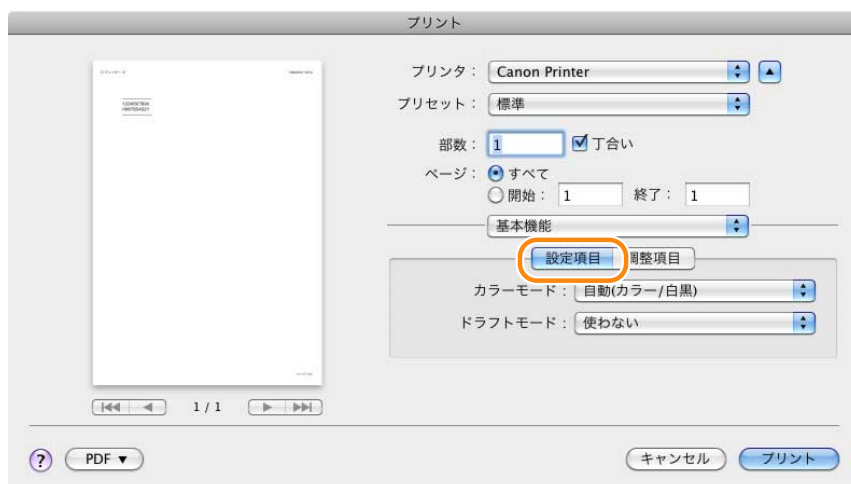 プリント
プリンタ： Canon Printer
プリセット： 標準
部数： 1 丁合い
ページ： すべて
開始： 1 終了： 1
基本機能
設定項目 調整項目
カラーモード： 自動(カラー/白黒)
ドラフトモード： 使わない
1 / 1
? PDF ▼ キャンセル プリント